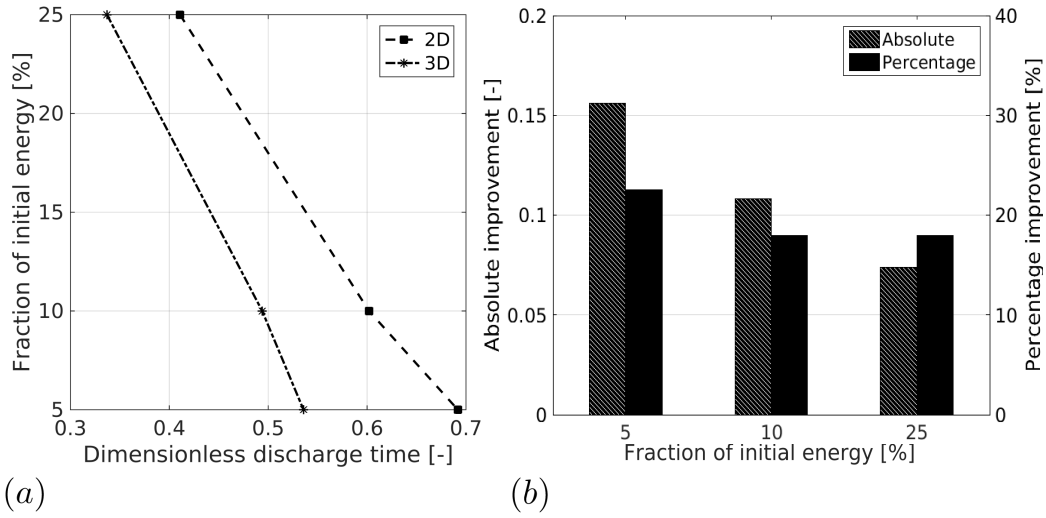 25
20
15
10
5
0.3 0.4 0.5 0.6 0.7
Fraction of initial energy [%]
Dimensionless discharge time [-]
2D
3D
(a)
0.2
0.15
0.1
0.05
0
Absolute improvement [-]
Absolute
Percentage
40
30
20
10
0
Percentage improvement [%]
5 10 25
Fraction of initial energy [%]
(b)